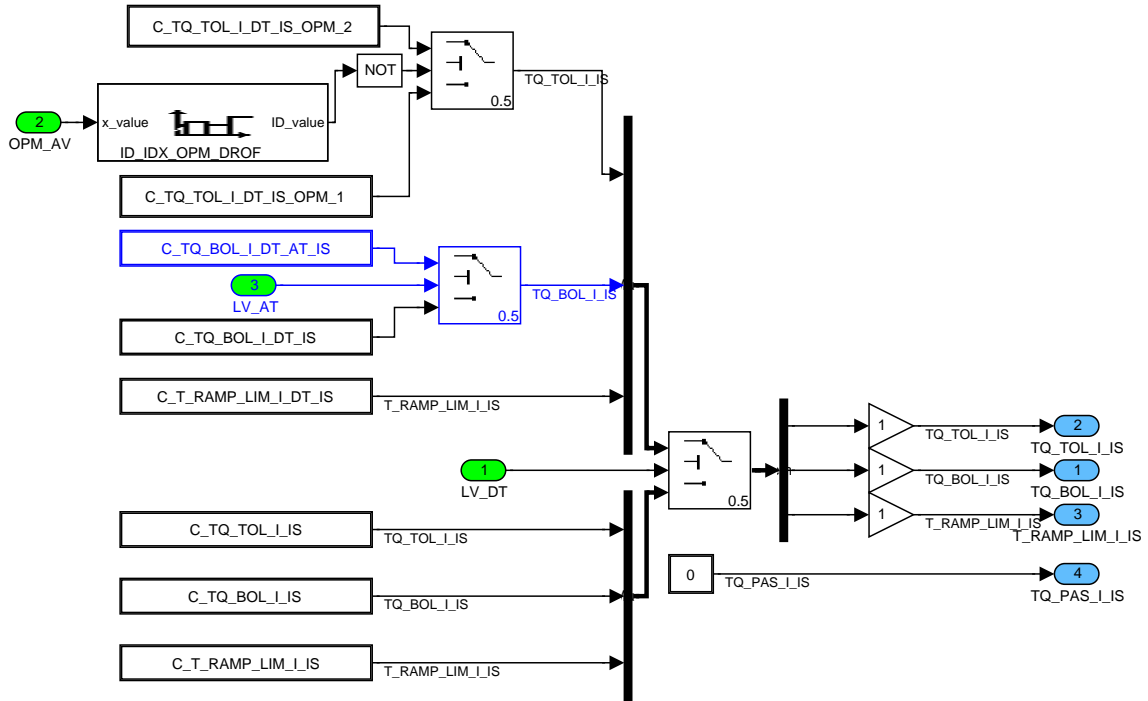 C_TQ_TOL_I_DT_IS_OPM_2
NOT
TQ_TOL_I_IS
0.5
2
x_value
ID_value
OPM_AV
ID_IDX_OPM_DROF
C_TQ_TOL_I_DT_IS_OPM_1
C_TQ_BOL_I_DT_AT_IS
3
LV_AT
TQ_BOL_I_IS
0.5
C_TQ_BOL_I_DT_IS
C_T_RAMP_LIM_I_DT_IS
T_RAMP_LIM_I_IS
1
TQ_TOL_I_IS
2
TQ_TOL_I_IS
1
LV_DT
0.5
1
TQ_BOL_I_IS
1
TQ_BOL_I_IS
1
T_RAMP_LIM_I_IS
3
T_RAMP_LIM_I_IS
C_TQ_TOL_I_IS
TQ_TOL_I_IS
0
TQ_PAS_I_IS
4
TQ_PAS_I_IS
C_TQ_BOL_I_IS
TQ_BOL_I_IS
C_T_RAMP_LIM_I_IS
T_RAMP_LIM_I_IS